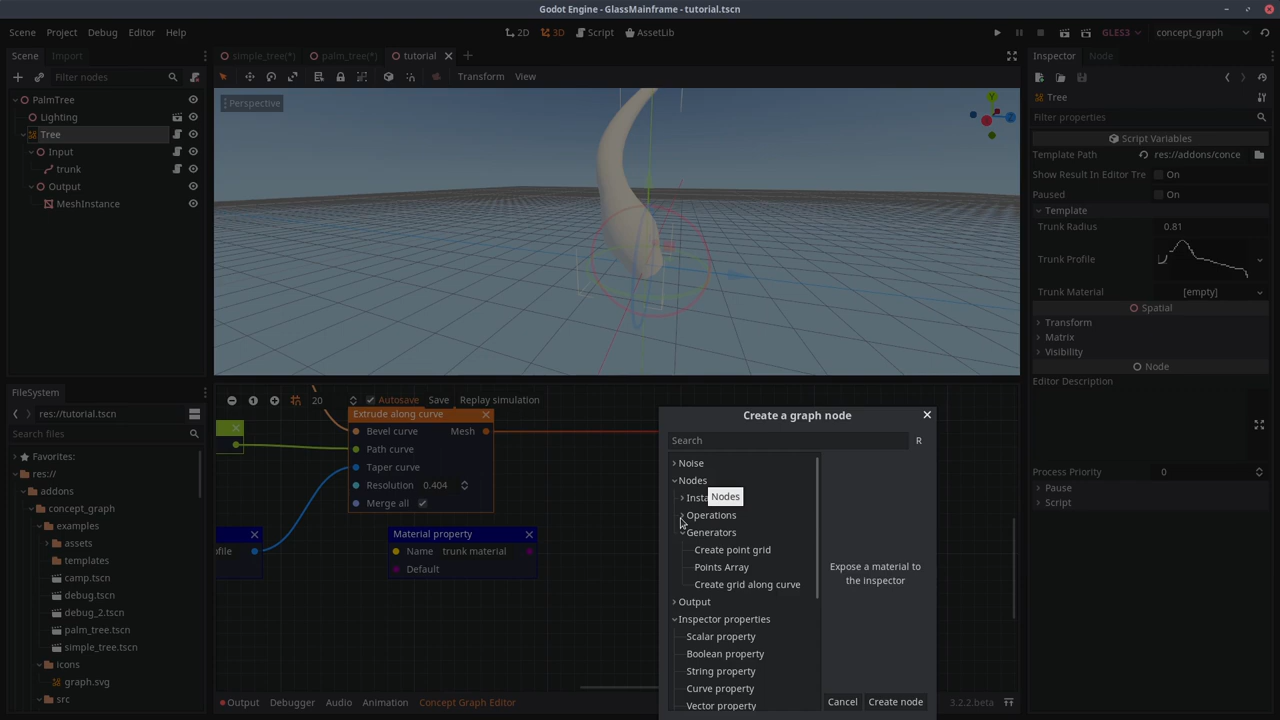 Godot Engine - GlassMainframe - tutorial.tscn
Scene Project Debug Editor Help
2D 3D Script AssetLib
GLES3 concept_graph
Scene Import
Filter nodes
PalmTree
Lighting
Tree
Input
trunk
Output
MeshInstance
FileSystem
res://tutorial.tscn
Search files
Favorites:
res://
addons
concept_graph
examples
assets
templates
camp.tscn
debug.tscn
debug_2.tscn
palm_tree.tscn
simple_tree.tscn
icons
graph.svg
src
simple_tree(*) palm_tree(*) tutorial
Transform View
Perspective
Y
20 Autosave Save Replay simulation
Extrude along curve
Bevel curve Mesh
Path curve
Taper curve
Resolution 0.404
Merge all
ofile
Material property
Name trunk material
Default
Create a graph node
Search R
Noise
Nodes
Insta
Nodes
Operations
Generators
Create point grid
Points Array
Create grid along curve
Output
Inspector properties
Scalar property
Boolean property
String property
Curve property
Vector property
Expose a material to
the inspector
Cancel Create node
Output Debugger Audio Animation Concept Graph Editor 3.2.2.beta
Inspector Node
Tree
Filter properties
Script Variables
Template Path res://addons/conce
Show Result In Editor Tre On
Paused On
Template
Trunk Radius 0.81
Trunk Profile
Trunk Material [empty]
Spatial
Transform
Matrix
Visibility
Node
Editor Description
Process Priority 0
Pause
Script